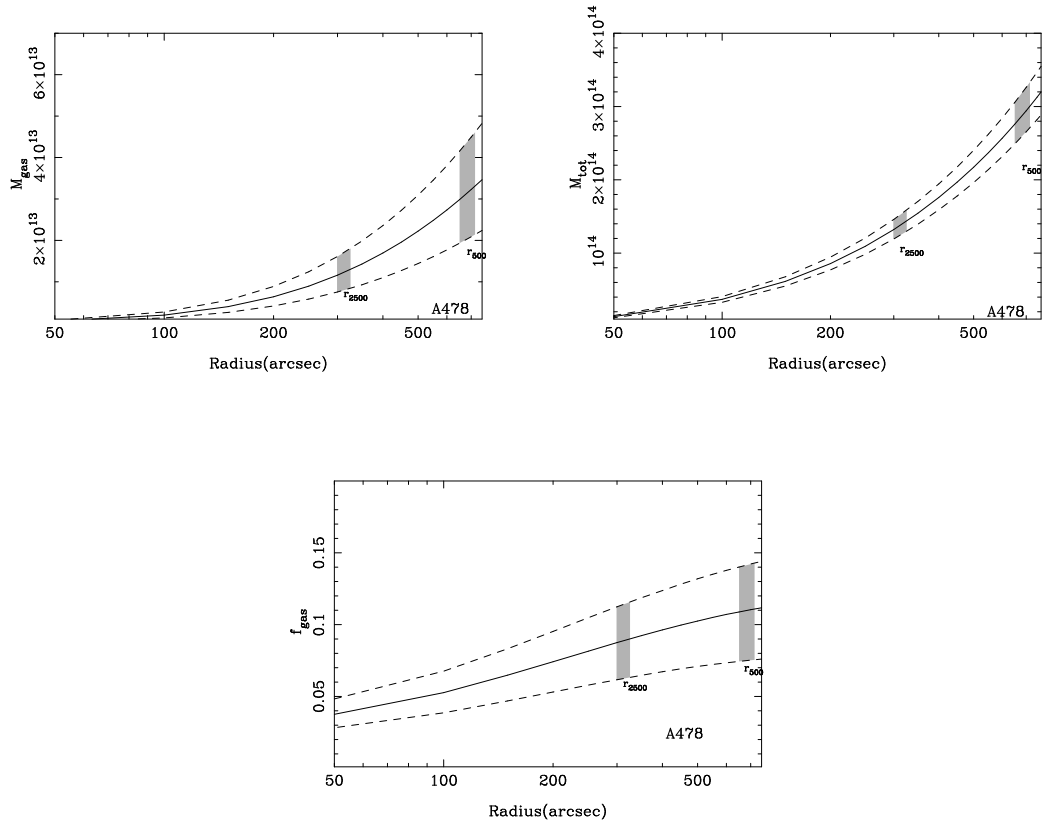 M_gas
6×10^13
4×10^13
2×10^13
r_2500
r_500
A478
50 100 200 500
Radius(arcsec)
M_tot
4×10^14
3×10^14
2×10^14
10^14
r_2500
r_500
A478
50 100 200 500
Radius(arcsec)
f_gas
0.15
0.1
0.05
r_2500
r_500
A478
50 100 200 500
Radius(arcsec)